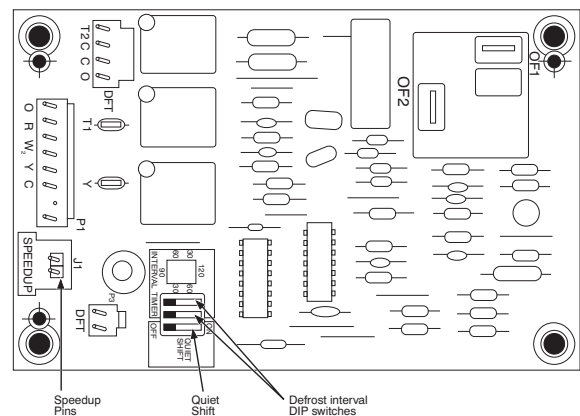 T2 C C O
DFT
T1
Y
O R W2 Y C
P1
J1
SPEEDUP
DFT
P3
OF1
OF2
30
60
90
120
30
60
INTERVAL TIMER
OFF
ON
QUIET
SHIFT
Speedup
Pins
Quiet
Shift
Defrost interval
DIP switches